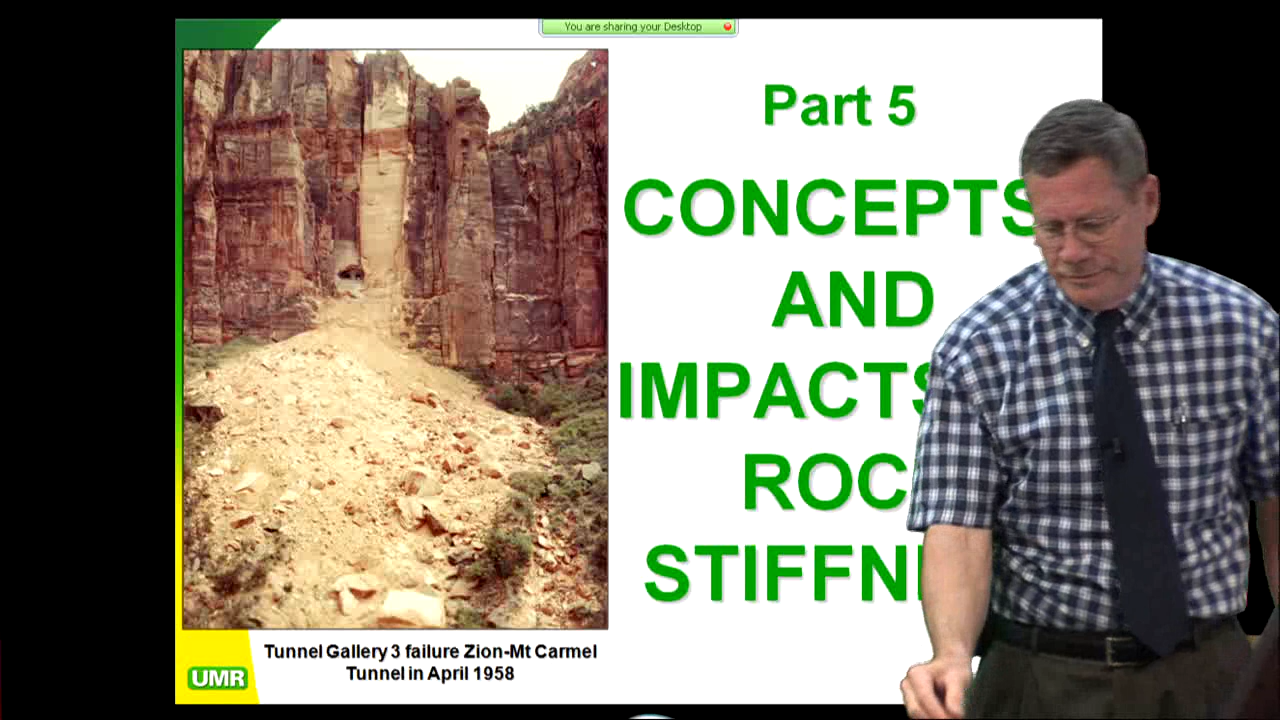 You are sharing your Desktop
Part 5
CONCEPTS
AND
IMPACTS
ROC
STIFFN
Tunnel Gallery 3 failure Zion-Mt Carmel
Tunnel in April 1958
UMR